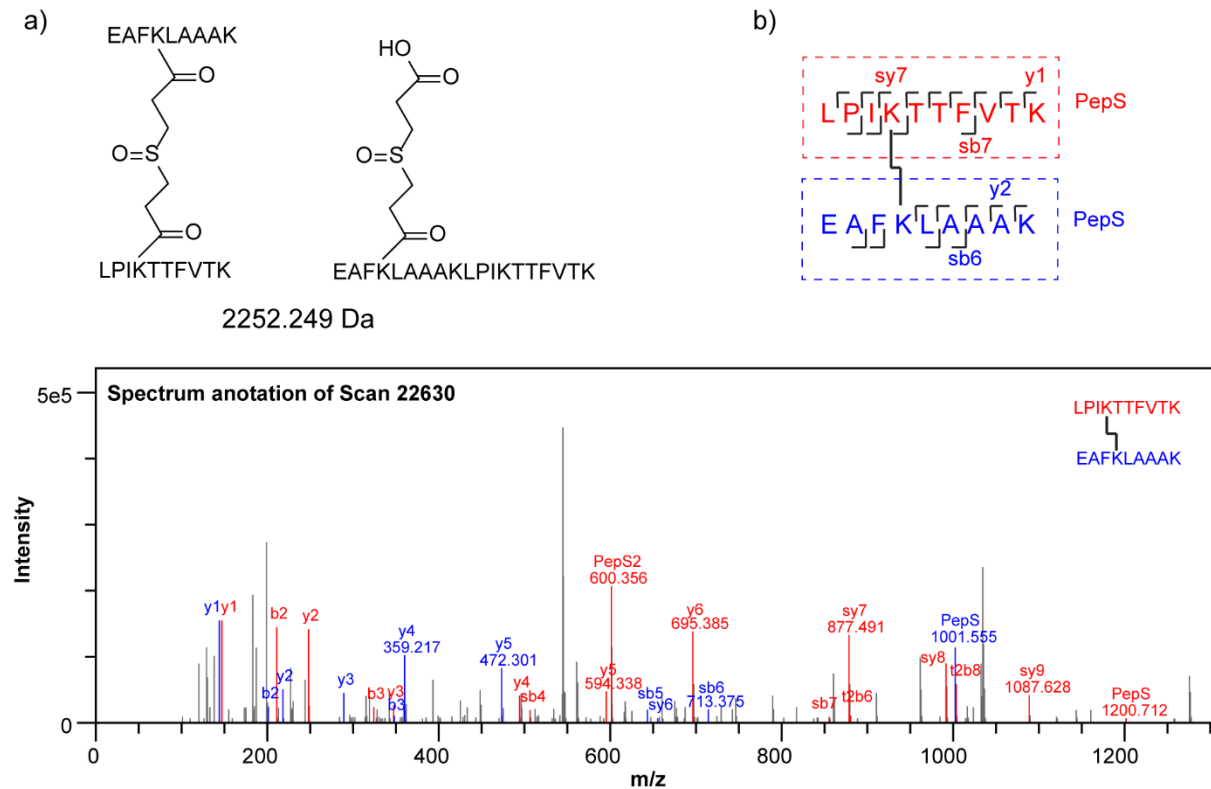 a)
b)
EAFKLAAAK
O
O=S
O
LPIKTTFVTK
HO
O
O=S
O
EAFKLAAAKLPIKTTFVTK
2252.249 Da
sy7 y1
LPIKTTFVTK PepS
sb7
y2
EAFKLAAAK PepS
sb6
Spectrum anotation of Scan 22630
LPIKTTFVTK
EAFKLAAAK
5e5
0
Intensity
y1
y1
b2
b2
y2
y2
y3
b3
y3
b3
y4
359.217
y5
472.301
y4
sb4
PepS2
600.356
y5
594.338
sb5
sy6
y6
695.385
sb6
713.375
sb7
sy7
877.491
t2b6
sy8
PepS
1001.555
t2b8
sy9
1087.628
PepS
1200.712
0 200 400 600 800 1000 1200
m/z